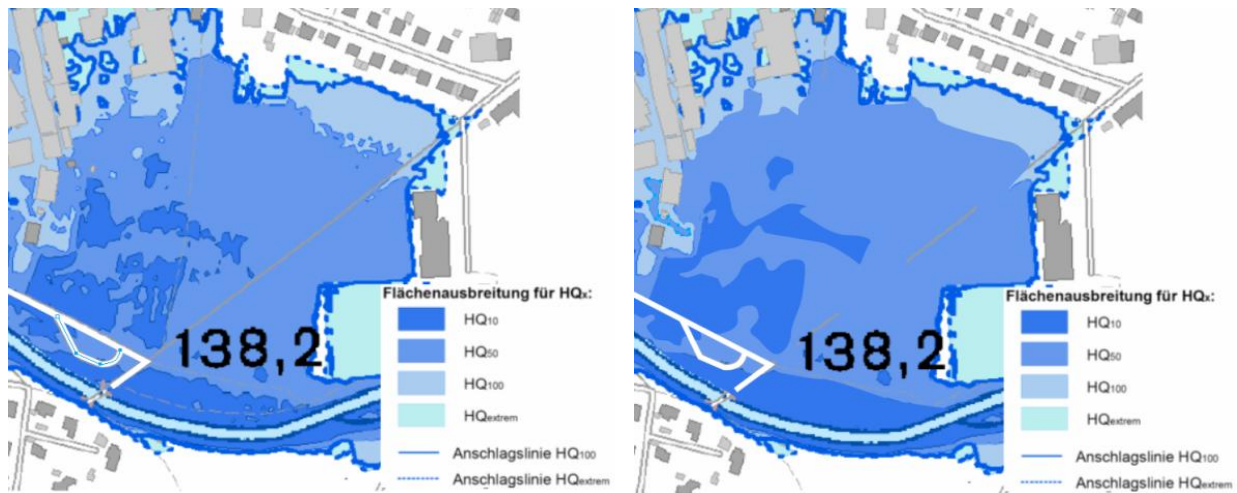 138,2
Flächenausbreitung für HQx:
HQ10
HQ50
HQ100
HQextrem
Anschlagslinie HQ100
Anschlagslinie HQextrem
138,2
Flächenausbreitung für HQx:
HQ10
HQ50
HQ100
HQextrem
Anschlagslinie HQ100
Anschlagslinie HQextrem